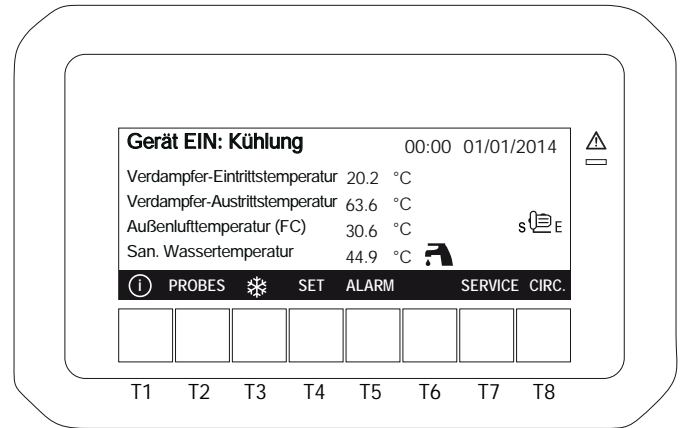 Gerät EIN: Kühlung 00:00 01/01/2014
Verdampfer-Eintrittstemperatur 20.2 °C
Verdampfer-Austrittstemperatur 63.6 °C
Außenlufttemperatur (FC) 30.6 °C S E
San. Wassertemperatur 44.9 °C
i PROBES SET ALARM SERVICE CIRC.
T1 T2 T3 T4 T5 T6 T7 T8